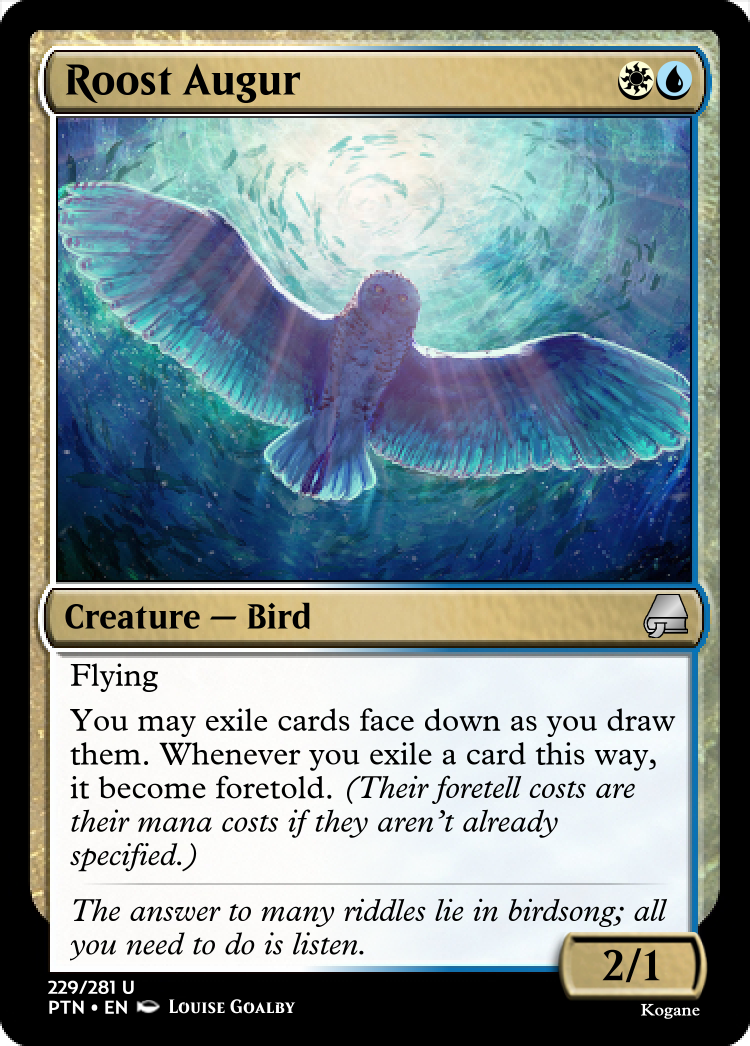 Roost Augur
Creature — Bird
Flying
You may exile cards face down as you draw
them. Whenever you exile a card this way,
it become foretold. (Their foretell costs are
their mana costs if they aren't already
specified.)
The answer to many riddles lie in birdsong; all
you need to do is listen.
2/1
229/281 U
PTN • EN Louise Goalby
Kogane